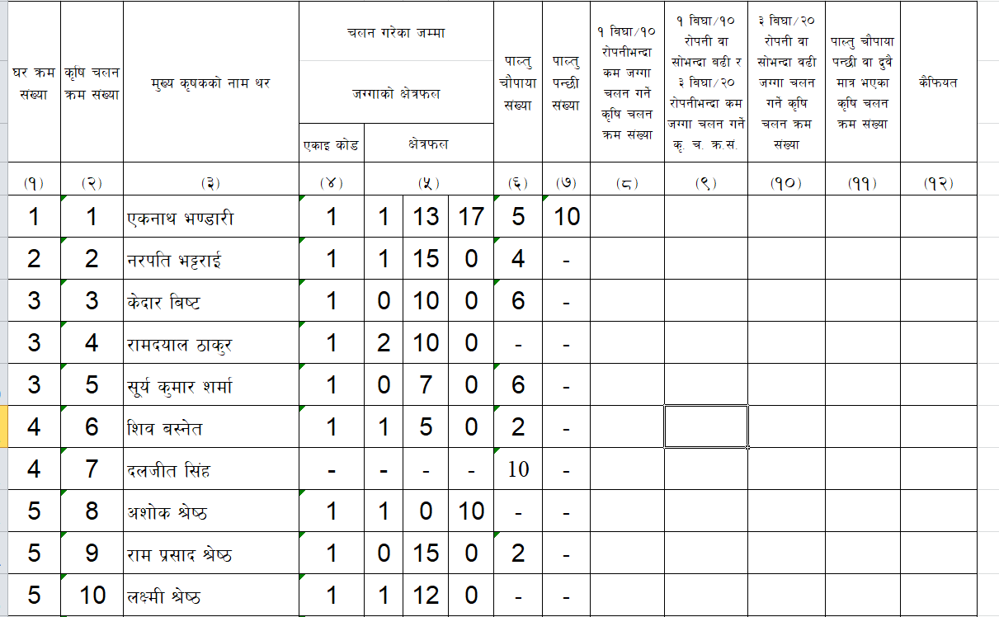 घर क्रम संख्या
कृषि चलन क्रम संख्या
मुख्य कृषकको नाम थर
चलन गरेका जम्मा
जग्गाको क्षेत्रफल
एकाइ कोड
क्षेत्रफल
पाल्तु चौपाया संख्या
पाल्तु पन्छी संख्या
१ बिघा/१० रोपनीभन्दा कम जग्गा चलन गर्ने कृषि चलन क्रम संख्या
१ बिघा/१० रोपनी वा सोभन्दा बढी र ३ बिघा/२० रोपनीभन्दा कम जग्गा चलन गर्ने कृ. च. क्र.सं.
३ बिघा/२० रोपनी वा सोभन्दा बढी जग्गा चलन गर्ने कृषि चलन क्रम संख्या
पाल्तु चौपाया पन्छी वा दुवै मात्र भएका कृषि चलन क्रम संख्या
कैफियत
(१) (२) (३) (४) (५) (६) (७) (८) (९) (१०) (११) (१२)
1 1 एकनाथ भण्डारी 1 1 13 17 5 10
2 2 नरपति भट्टराई 1 1 15 0 4 -
3 3 केदार बिष्ट 1 0 10 0 6 -
3 4 रामदयाल ठाकुर 1 2 10 0 - -
3 5 सूर्य कुमार शर्मा 1 0 7 0 6 -
4 6 शिव बस्नेत 1 1 5 0 2 -
4 7 दलजीत सिंह - - - - 10 -
5 8 अशोक श्रेष्ठ 1 1 0 10 - -
5 9 राम प्रसाद श्रेष्ठ 1 0 15 0 2 -
5 10 लक्ष्मी श्रेष्ठ 1 1 12 0 - -